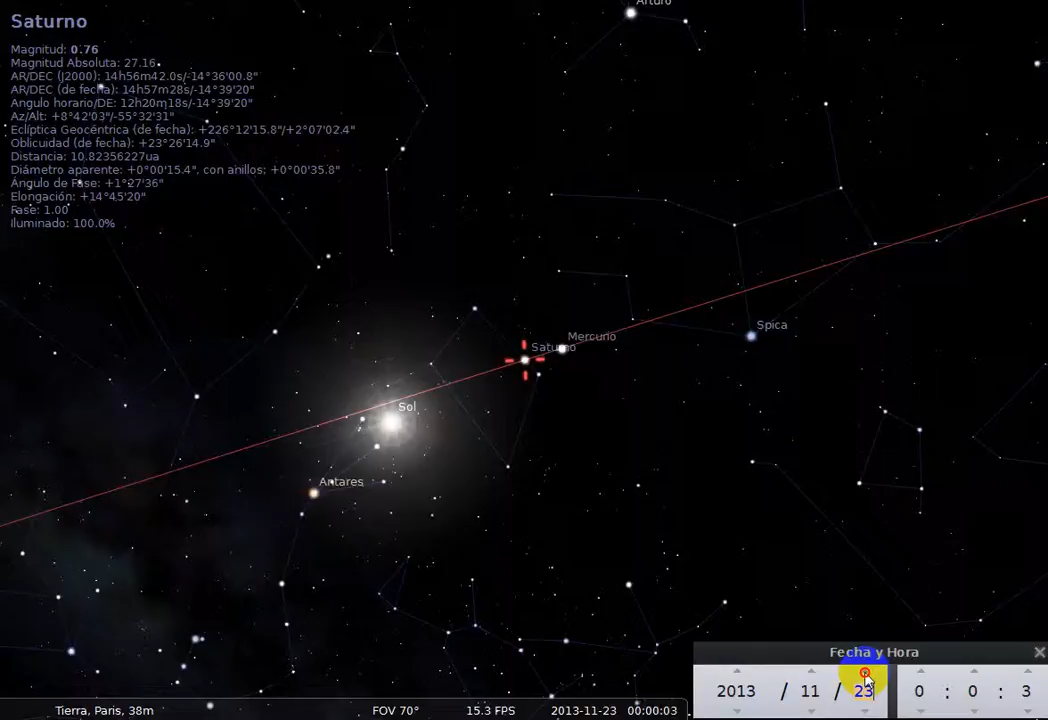 Saturno
Arturo
Magnitud: 0.76
Magnitud Absoluta: 27.16
AR/DEC (J2000): 14h56m42.0s/-14°36'00.8"
AR/DEC (de fecha): 14h57m28s/-14°39'20"
Angulo horario/DE: 12h20m18s/-14°39'20"
Az/Alt: +8°42'03"/-55°32'31"
Eclíptica Geocéntrica (de fecha): +226°12'15.8"/+2°07'02.4"
Oblicuidad (de fecha): +23°26'14.9"
Distancia: 10.82356227ua
Diámetro aparente: +0°00'15.4", con anillos: +0°00'35.8"
Ángulo de Fase: +1°27'36"
Elongación: +14°45'20"
Fase: 1.00
Iluminado: 100.0%
Spica
Mercurio
Saturno
Sol
Antares
Fecha y Hora
2013 / 11 / 23 0 : 0 : 3
Tierra, Paris, 38m FOV 70° 15.3 FPS 2013-11-23 00:00:03